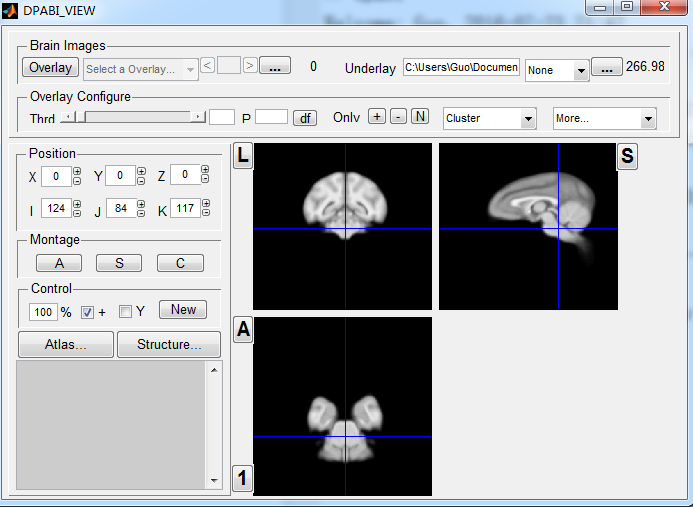 DPABI_VIEW
Brain Images
Overlay Select a Overlay... < > ... 0 Underlay C:\Users\Guo\Documen None ... 266.98
Overlay Configure
Thrd P df Only + - N Cluster More...
Position
X 0 Y 0 Z 0
I 124 J 84 K 117
Montage
A S C
Control
100 % + Y New
Atlas... Structure...
L
S
A
1